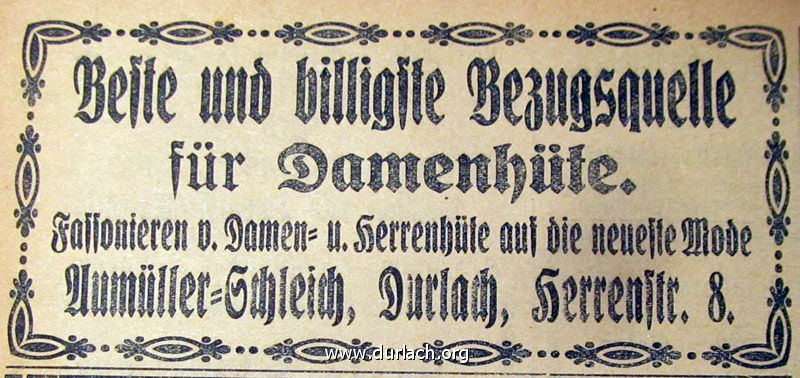 Beste und billigste Bezugsquelle
für Damenhüte.
Fassonieren v. Damen= u. Herrenhüte auf die neueste Mode
Aumüller=Schleich, Durlach, Herrenstr. 8.
www.durlach.org